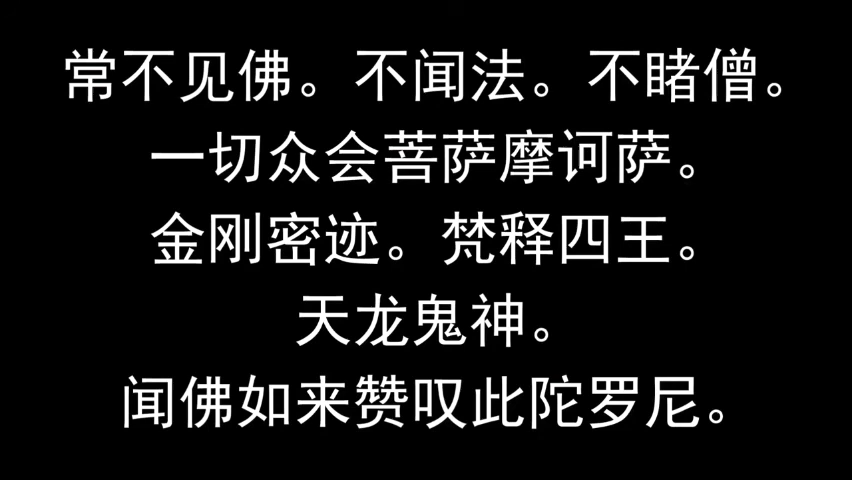 常不见佛。不闻法。不睹僧。
一切众会菩萨摩诃萨。
金刚密迹。梵释四王。
天龙鬼神。
闻佛如来赞叹此陀罗尼。